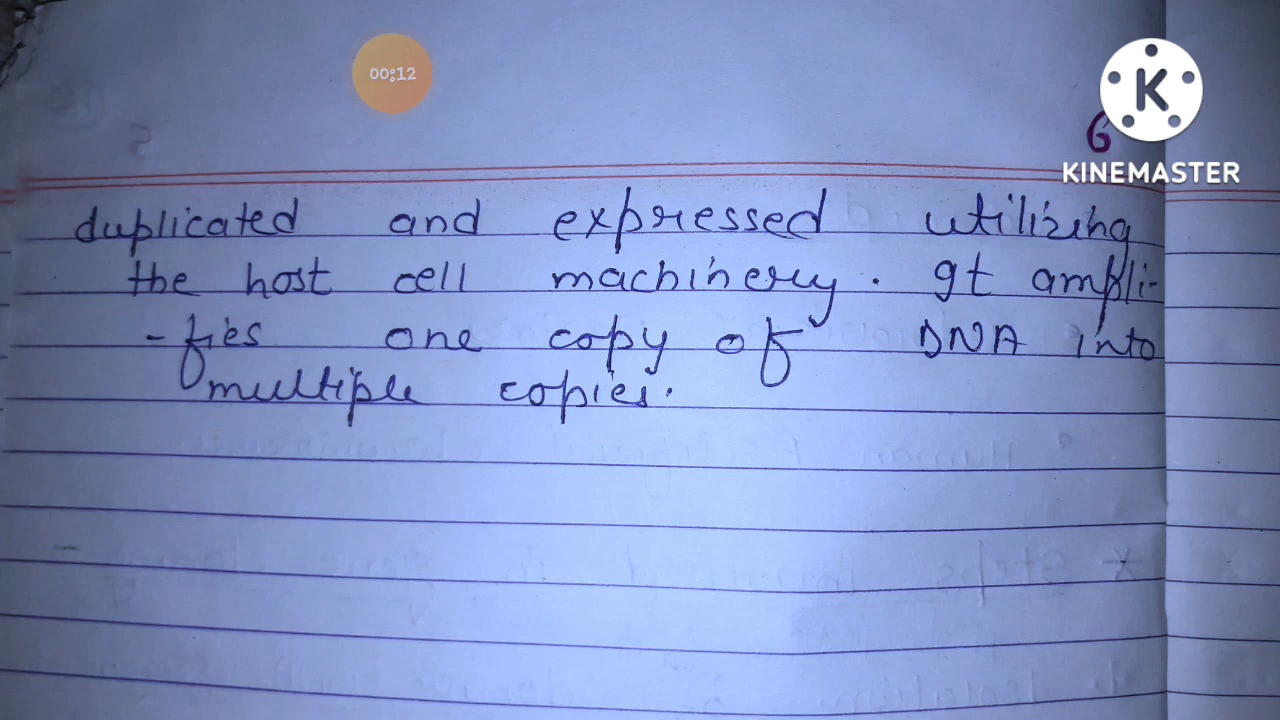 00:12
K
KINEMASTER
6
duplicated and expressed utilizing
the host cell machinery. It ampli-
-fies one copy of DNA into
multiple copies.